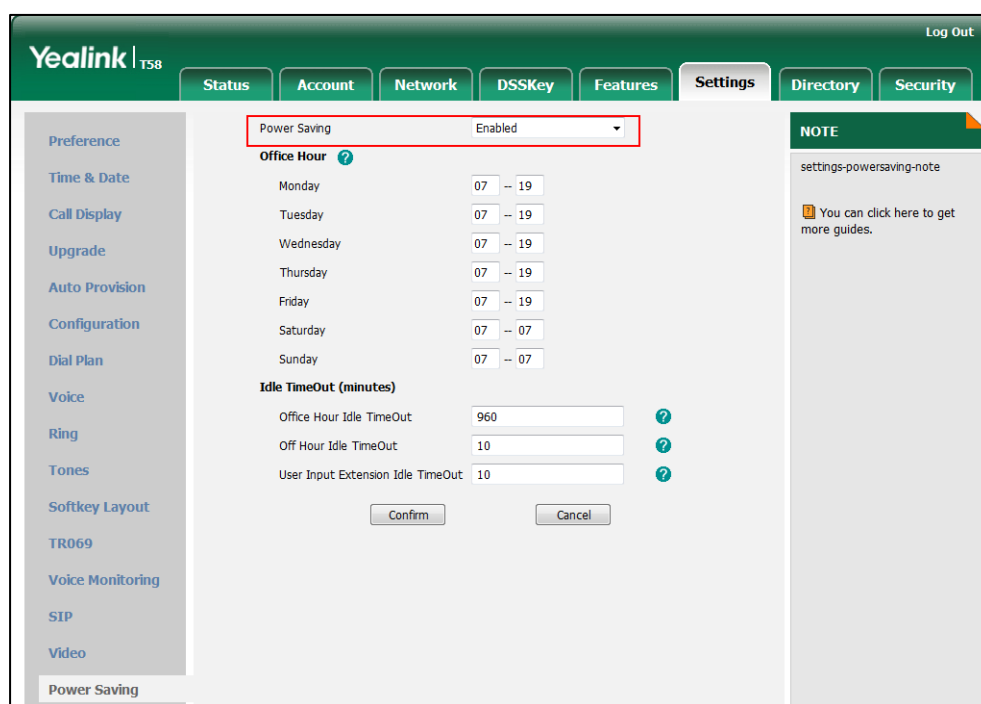 Log Out
Yealink | T58
Status Account Network DSSKey Features Settings Directory Security
Preference
Time & Date
Call Display
Upgrade
Auto Provision
Configuration
Dial Plan
Voice
Ring
Tones
Softkey Layout
TR069
Voice Monitoring
SIP
Video
Power Saving
Power Saving Enabled
Office Hour ?
Monday 07 -- 19
Tuesday 07 -- 19
Wednesday 07 -- 19
Thursday 07 -- 19
Friday 07 -- 19
Saturday 07 -- 07
Sunday 07 -- 07
Idle TimeOut (minutes)
Office Hour Idle TimeOut 960 ?
Off Hour Idle TimeOut 10 ?
User Input Extension Idle TimeOut 10 ?
Confirm Cancel
NOTE
settings-powersaving-note
? You can click here to get
more guides.